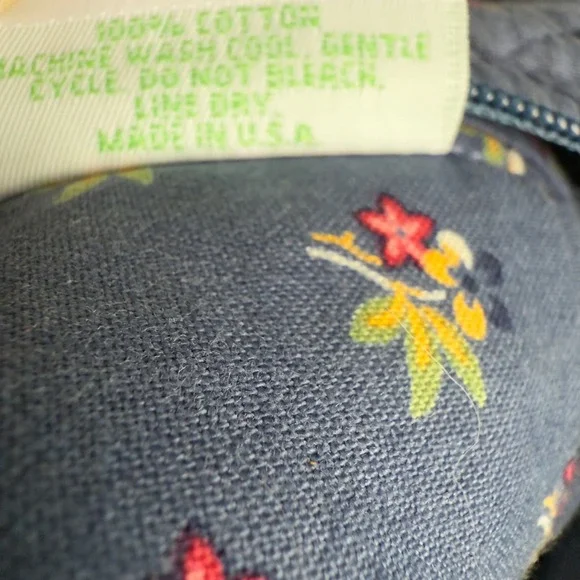 100% COTTON
MACHINE WASH COOL, GENTLE
CYCLE. DO NOT BLEACH.
LINE DRY.
MADE IN U.S.A.